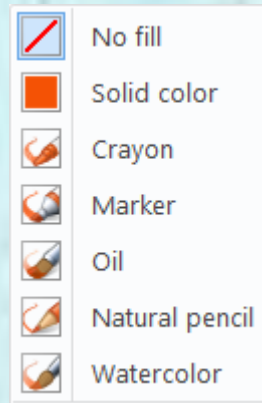 No fill
Solid color
Crayon
Marker
Oil
Natural pencil
Watercolor